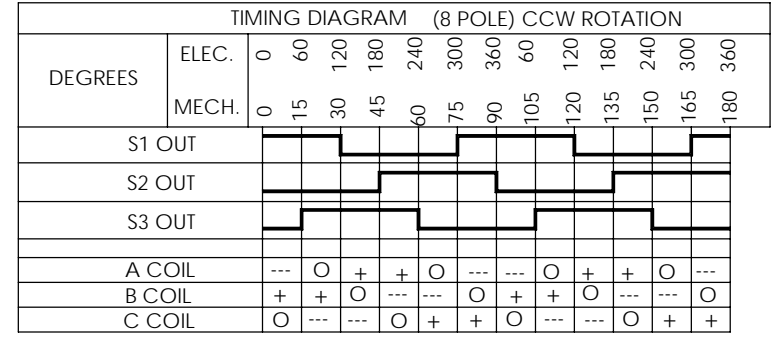 TIMING DIAGRAM (8 POLE) CCW ROTATION
DEGREES
ELEC. 0 60 120 180 240 300 360 60 120 180 240 300 360
MECH. 0 15 30 45 60 75 90 105 120 135 150 165 180
S1 OUT
S2 OUT
S3 OUT
A COIL --- O + + O --- --- O + + O ---
B COIL + + O --- --- O + + O --- --- O
C COIL O --- --- O + + O --- --- O + +